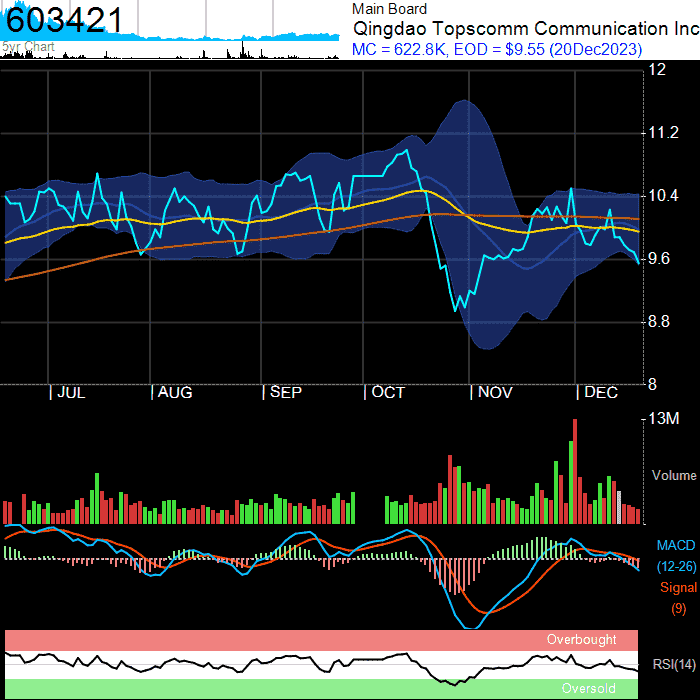 603421
5yr Chart
Main Board
Qingdao Topscomm Communication Inc
MC = 622.8K, EOD = $9.55 (20Dec2023)
12
11.2
10.4
9.6
8.8
8
| JUL | AUG | SEP | OCT | NOV | DEC
13M
Volume
MACD
(12-26)
Signal
(9)
Overbought
RSI(14)
Oversold